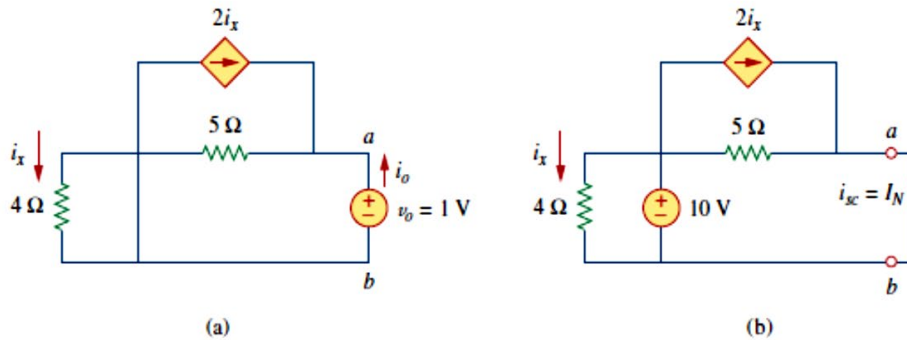 2ix
5 Ω
a
ix
4 Ω
+
−
io
vo = 1 V
b
(a)
2ix
5 Ω
a
ix
4 Ω
+
−
10 V
isc = IN
b
(b)